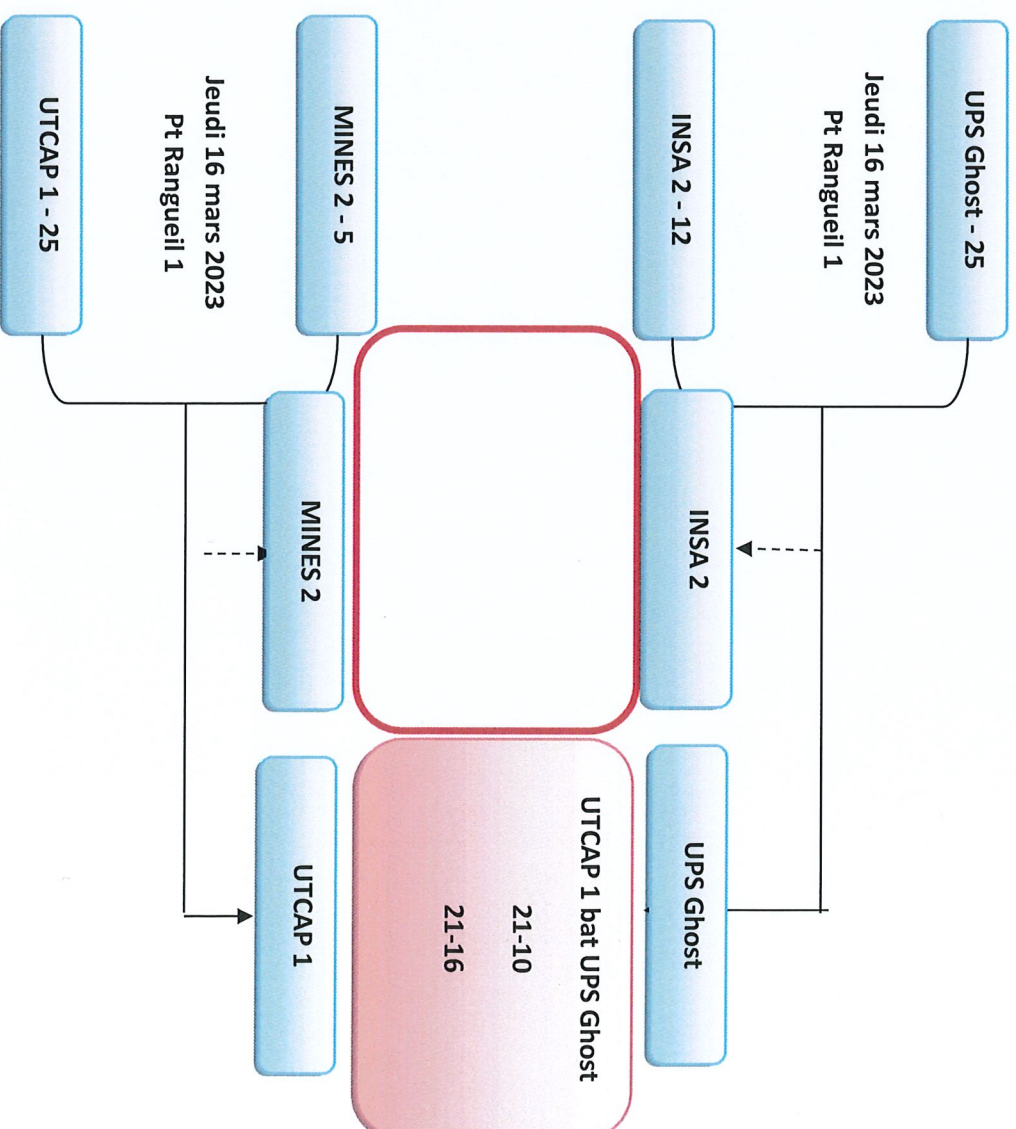 UPS Ghost - 25
Jeudi 16 mars 2023
Pt Rangueil 1
INSA 2 - 12
MINES 2 - 5
Jeudi 16 mars 2023
Pt Rangueil 1
UTCAP 1 - 25
INSA 2
MINES 2
UPS Ghost
UTCAP 1 bat UPS Ghost
21-10
21-16
UTCAP 1